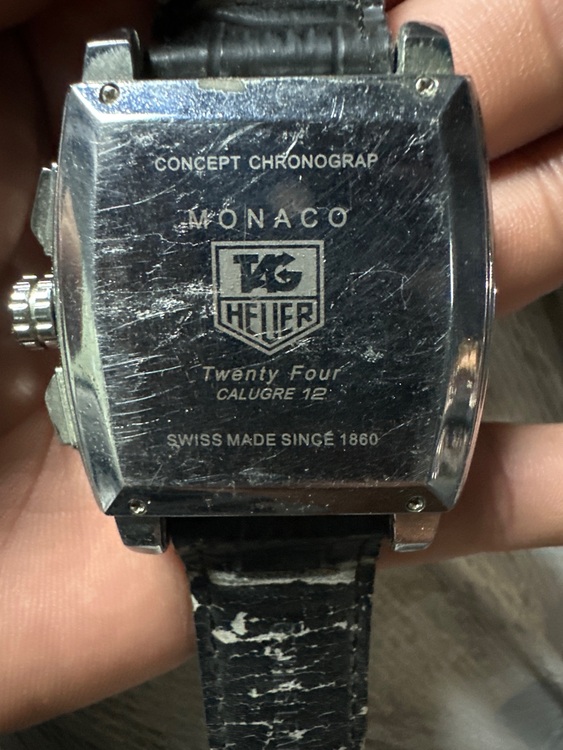 CONCEPT CHRONOGRAP
MONACO
TAG
HEUER
Twenty Four
CALUGRE 12
SWISS MADE SINCE 1860